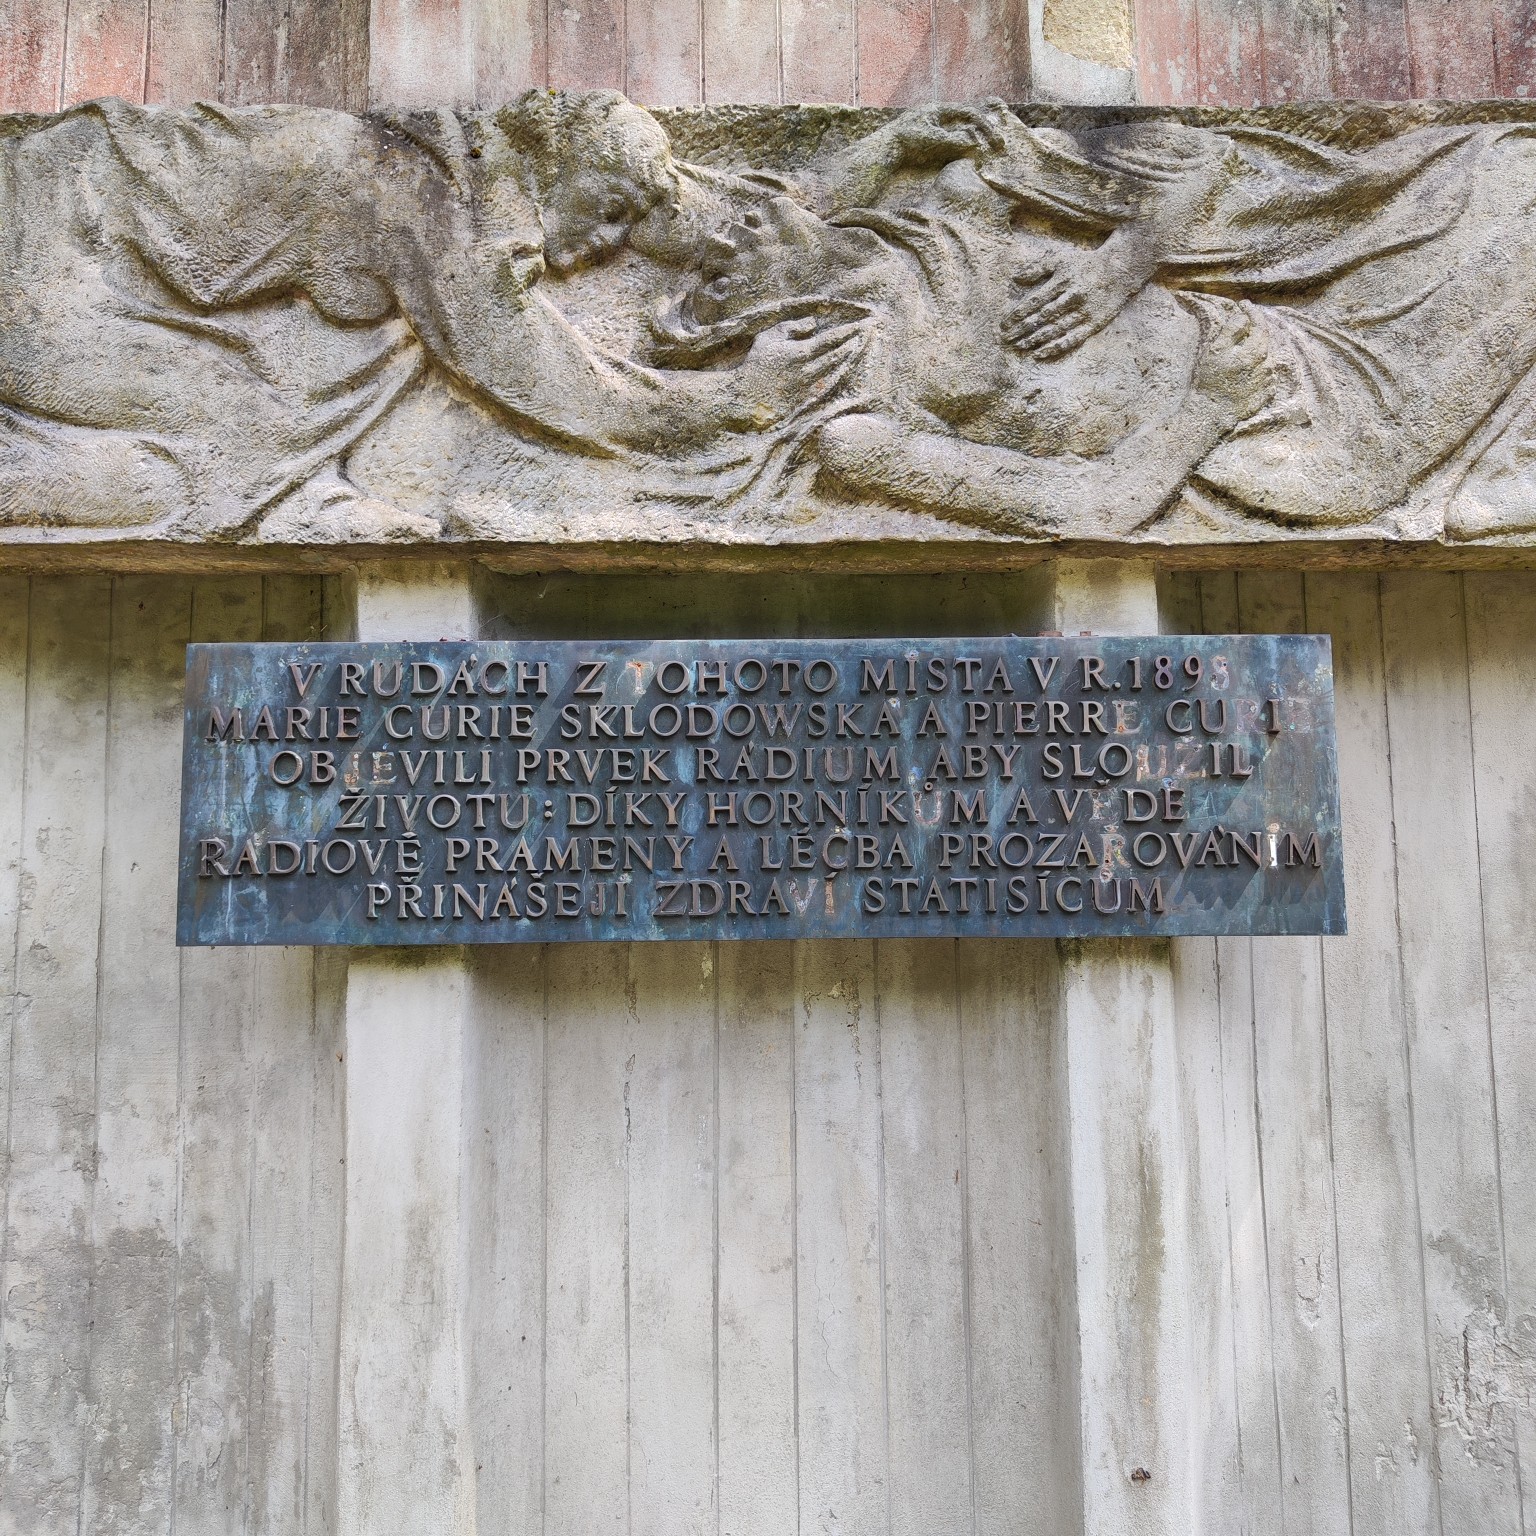 V RUDÁCH Z TOHOTO MÍSTA V R.1898
MARIE CURIE SKLODOWSKA A PIERRE CURIE
OBJEVILI PRVEK RÁDIUM ABY SLOUŽIL
ŽIVOTU: DÍKY HORNÍKŮM A VĚDĚ
RADIOVÉ PRAMENY A LÉČBA PROZAŘOVÁNÍM
PŘINÁŠEJÍ ZDRAVÍ STATISÍCŮM